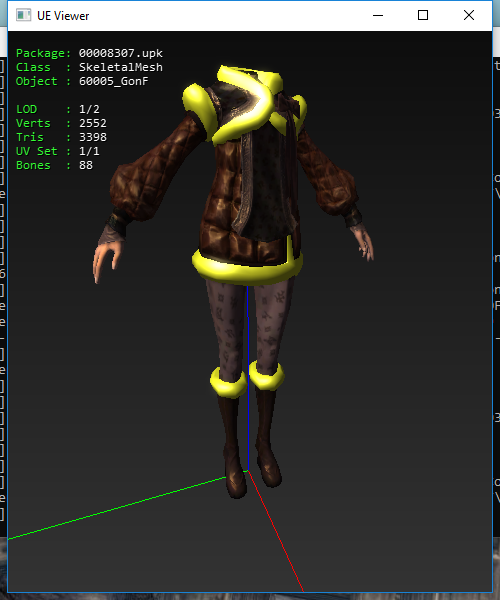 UE Viewer
Package: 00008307.upk
Class : SkeletalMesh
Object : 60005_GonF
LOD : 1/2
Verts : 2552
Tris : 3398
UV Set : 1/1
Bones : 88